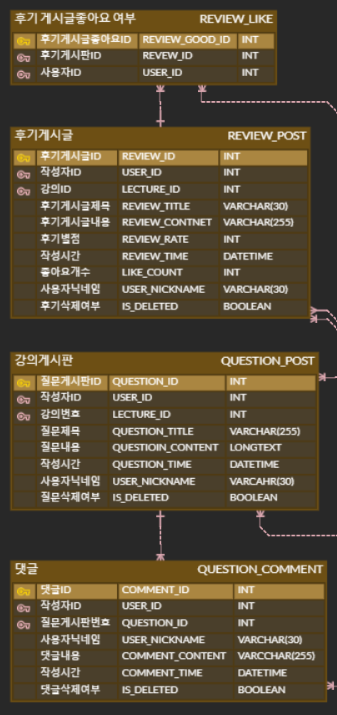 후기 게시글좋아요 여부 REVIEW_LIKE
후기게시글좋아요ID REVIEW_GOOD_ID INT
후기게시판ID REVEW_ID INT
사용자ID USER_ID INT
후기게시글 REVIEW_POST
후기게시글ID REVIEW_ID INT
작성자ID USER_ID INT
강의ID LECTURE_ID INT
후기게시글제목 REVIEW_TITLE VARCHAR(30)
후기게시글내용 REVIEW_CONTNET VARCHAR(255)
후기별점 REVIEW_RATE INT
작성시간 REVIEW_TIME DATETIME
좋아요개수 LIKE_COUNT INT
사용자닉네임 USER_NICKNAME VARCHAR(30)
후기삭제여부 IS_DELETED BOOLEAN
강의게시판 QUESTION_POST
질문게시판ID QUESTION_ID INT
작성자ID USER_ID INT
강의번호 LECTURE_ID INT
질문제목 QUESTION_TITLE VARCHAR(255)
질문내용 QUESTIOIN_CONTENT LONGTEXT
작성시간 QUESTION_TIME DATETIME
사용자닉네임 USER_NICKNAME VARCAHR(30)
질문삭제여부 IS_DELETED BOOLEAN
댓글 QUESTION_COMMENT
댓글ID COMMENT_ID INT
작성자ID USER_ID INT
질문게시판번호 QUESTION_ID INT
사용자닉네임 USER_NICKNAME VARCHAR(30)
댓글내용 COMMENT_CONTENT VARCCHAR(255)
작성시간 COMMENT_TIME DATETIME
댓글삭제여부 IS_DELETED BOOLEAN